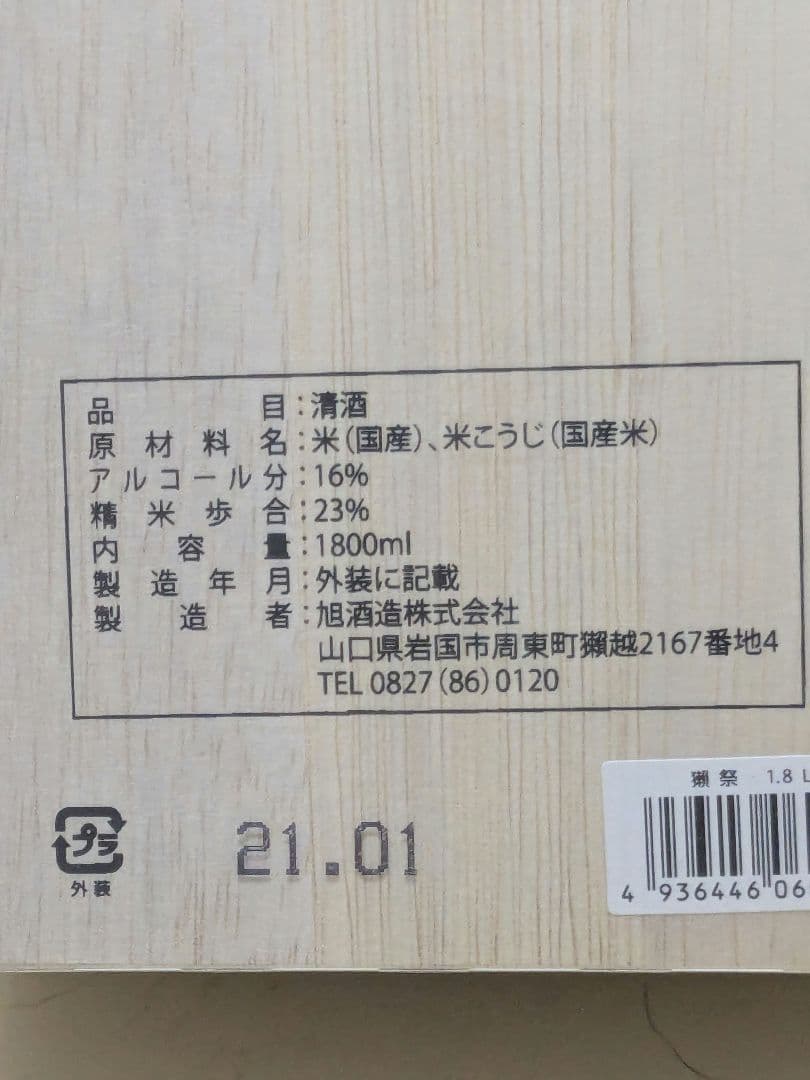 品目：清酒
原材料名：米（国産）、米こうじ（国産米）
アルコール分：16%
精米歩合：23%
内容量：1800ml
製造年月：外装に記載
製造者：旭酒造株式会社
山口県岩国市周東町獺越2167番地4
TEL 0827（86）0120
獺祭 1.8 L
4 936446 06
プラ
外装
21.01